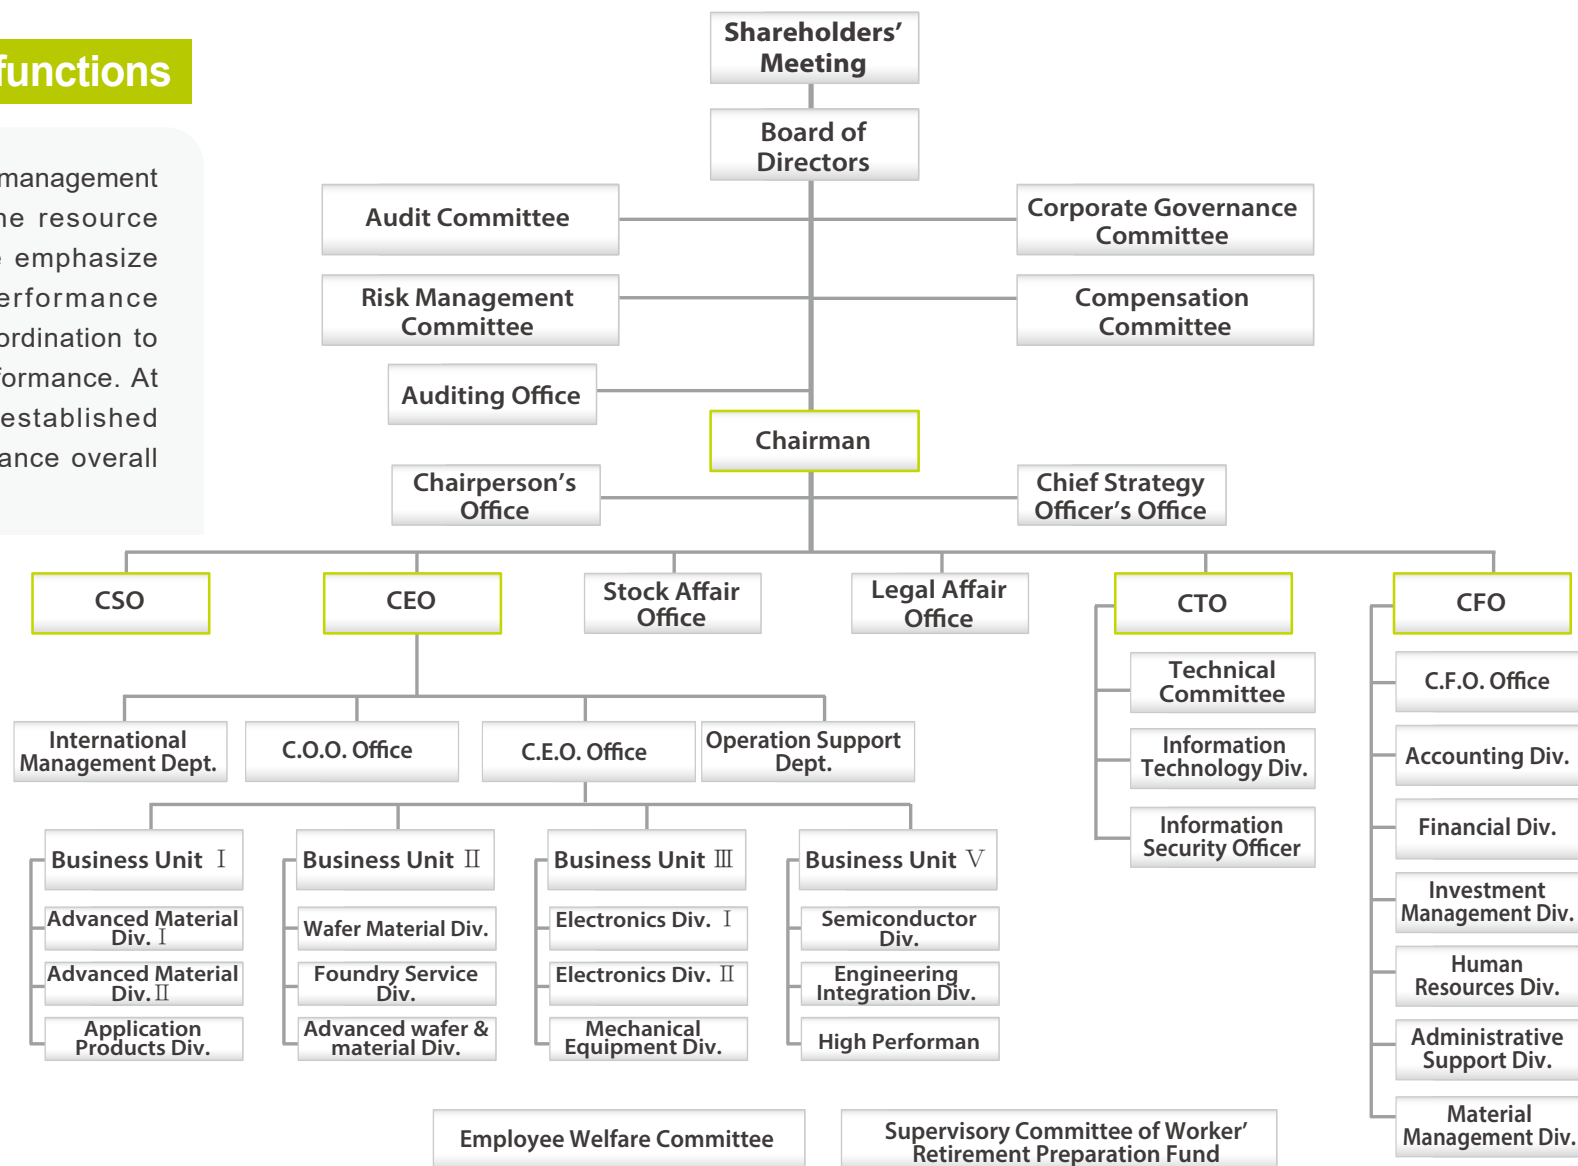 functions
management
he resource
e emphasize
erformance
ordination to
formance. At
established
ance overall
Shareholders'
Meeting
Board of
Directors
Audit Committee
Corporate Governance
Committee
Risk Management
Committee
Compensation
Committee
Auditing Office
Chairman
Chairperson's
Office
Chief Strategy
Officer's Office
CSO
CEO
Stock Affair
Office
Legal Affair
Office
CTO
CFO
International
Management Dept.
C.O.O. Office
C.E.O. Office
Operation Support
Dept.
Business Unit Ⅰ
Advanced Material
Div. Ⅰ
Advanced Material
Div. Ⅱ
Application
Products Div.
Business Unit Ⅱ
Wafer Material Div.
Foundry Service
Div.
Advanced wafer &
material Div.
Business Unit Ⅲ
Electronics Div. Ⅰ
Electronics Div. Ⅱ
Mechanical
Equipment Div.
Business Unit Ⅴ
Semiconductor
Div.
Engineering
Integration Div.
High Performan
Technical
Committee
Information
Technology Div.
Information
Security Officer
C.F.O. Office
Accounting Div.
Financial Div.
Investment
Management Div.
Human
Resources Div.
Administrative
Support Div.
Material
Management Div.
Employee Welfare Committee
Supervisory Committee of Worker'
Retirement Preparation Fund